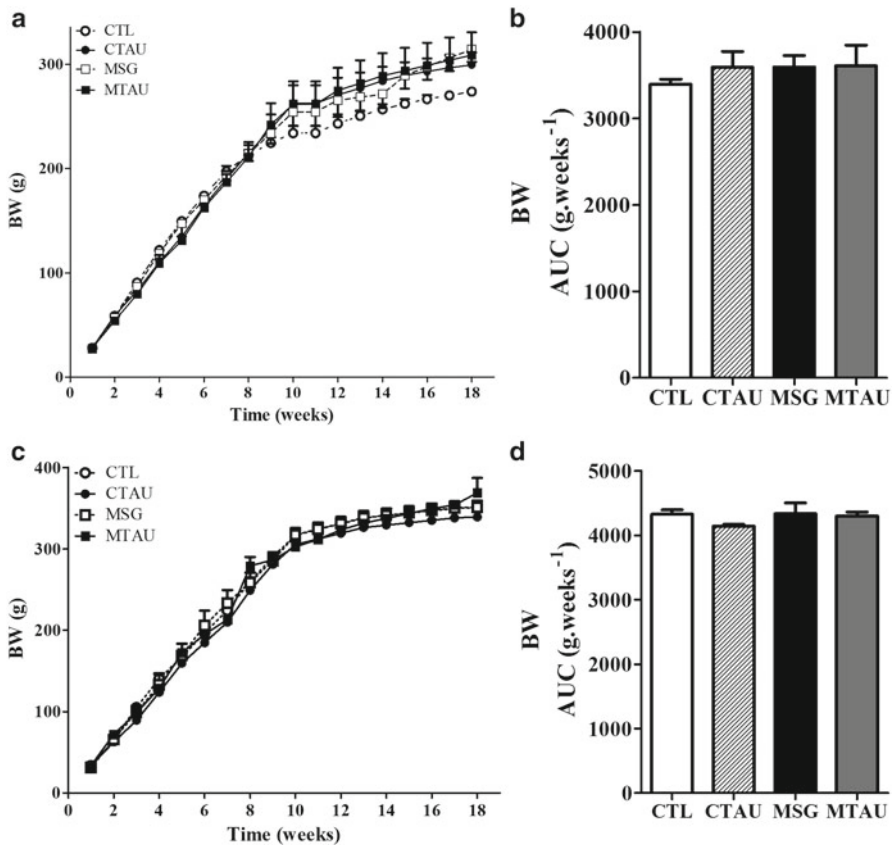 a
CTL
CTAU
MSG
MTAU
300
200
100
0
BW (g)
0 2 4 6 8 10 12 14 16 18
Time (weeks)
b
4000
3000
2000
1000
0
BW
AUC (g.weeks⁻¹)
CTL CTAU MSG MTAU
c
CTL
CTAU
MSG
MTAU
400
300
200
100
0
BW (g)
0 2 4 6 8 10 12 14 16 18
Time (weeks)
d
5000
4000
3000
2000
1000
0
BW
AUC (g.weeks⁻¹)
CTL CTAU MSG MTAU